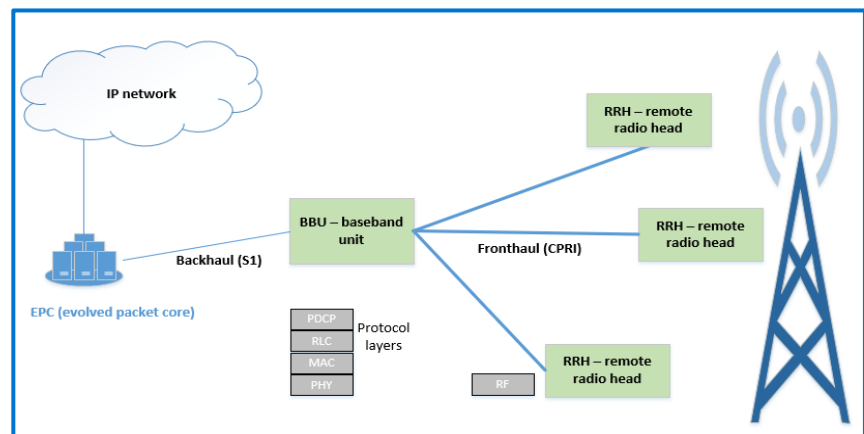 IP network
RRH – remote
radio head
BBU – baseband
unit
RRH – remote
radio head
Backhaul (S1)
Fronthaul (CPRI)
EPC (evolved packet core)
PDCP
Protocol
layers
RLC
MAC
PHY
RF
RRH – remote
radio head